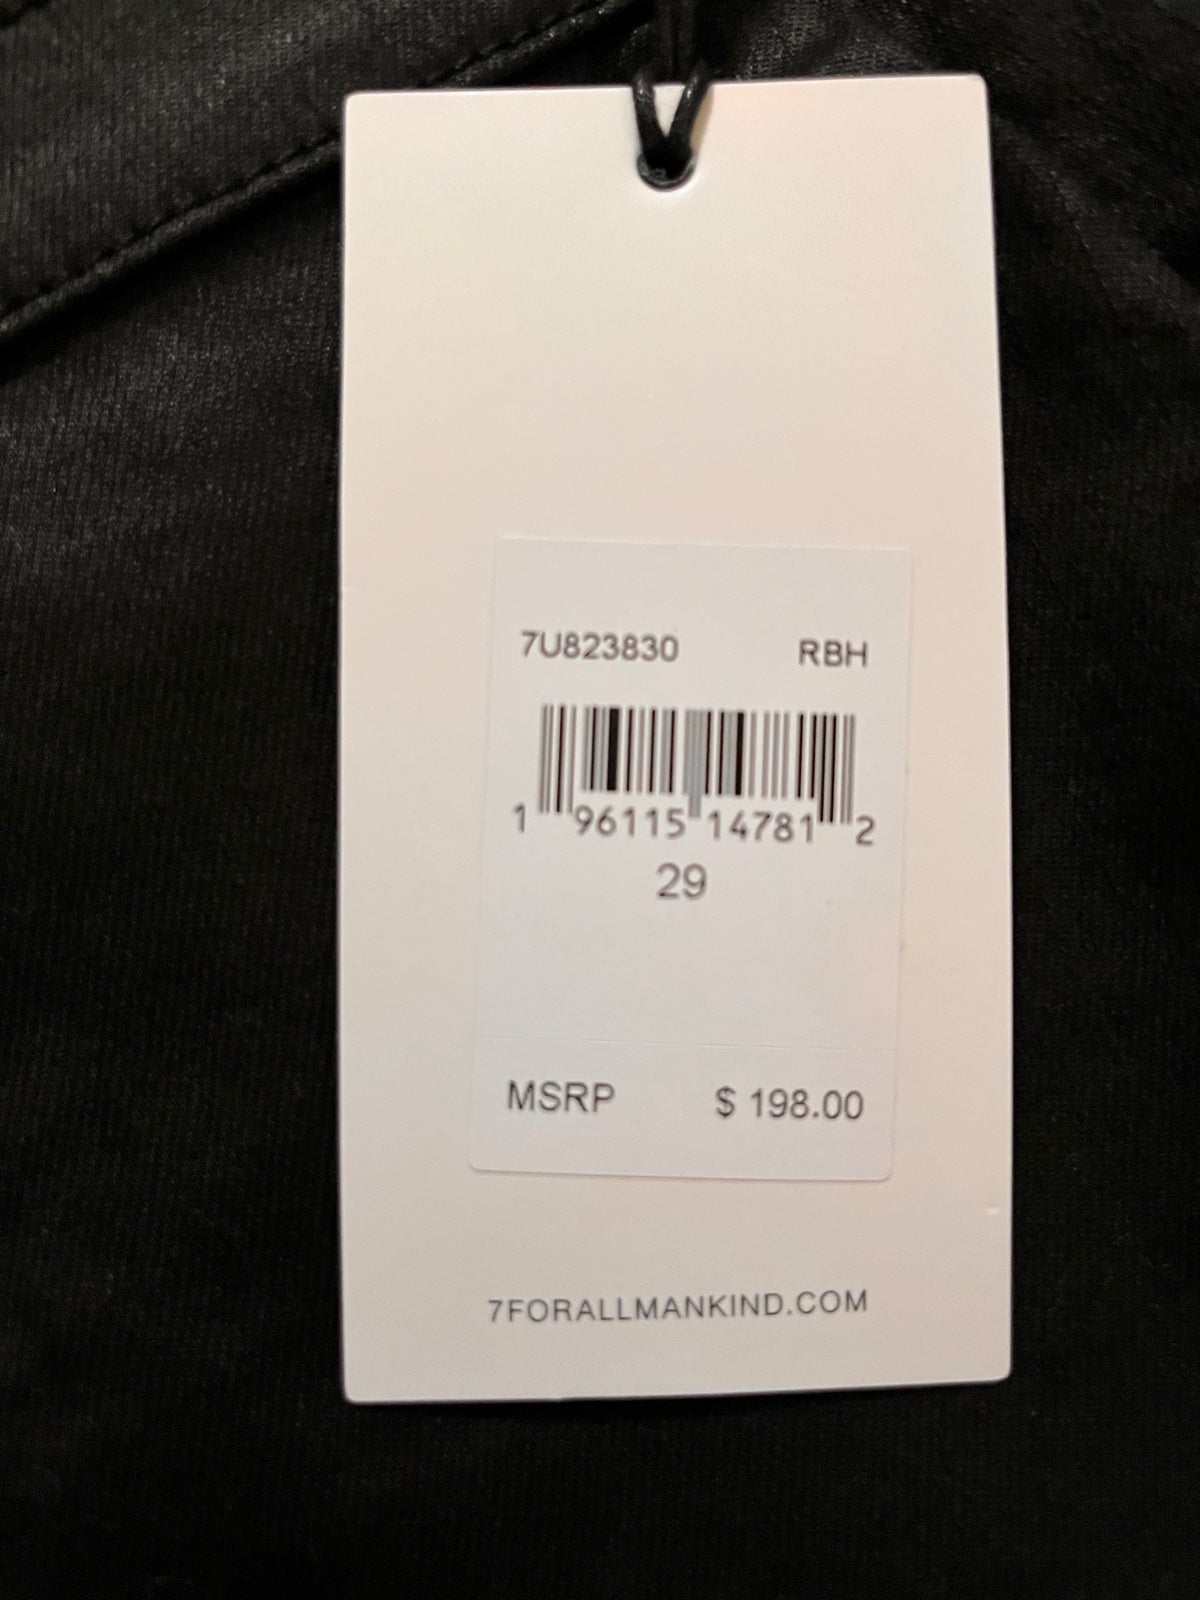 7U823830 RBH
1 96115 14781 2
29
MSRP $ 198.00
7FORALLMANKIND.COM